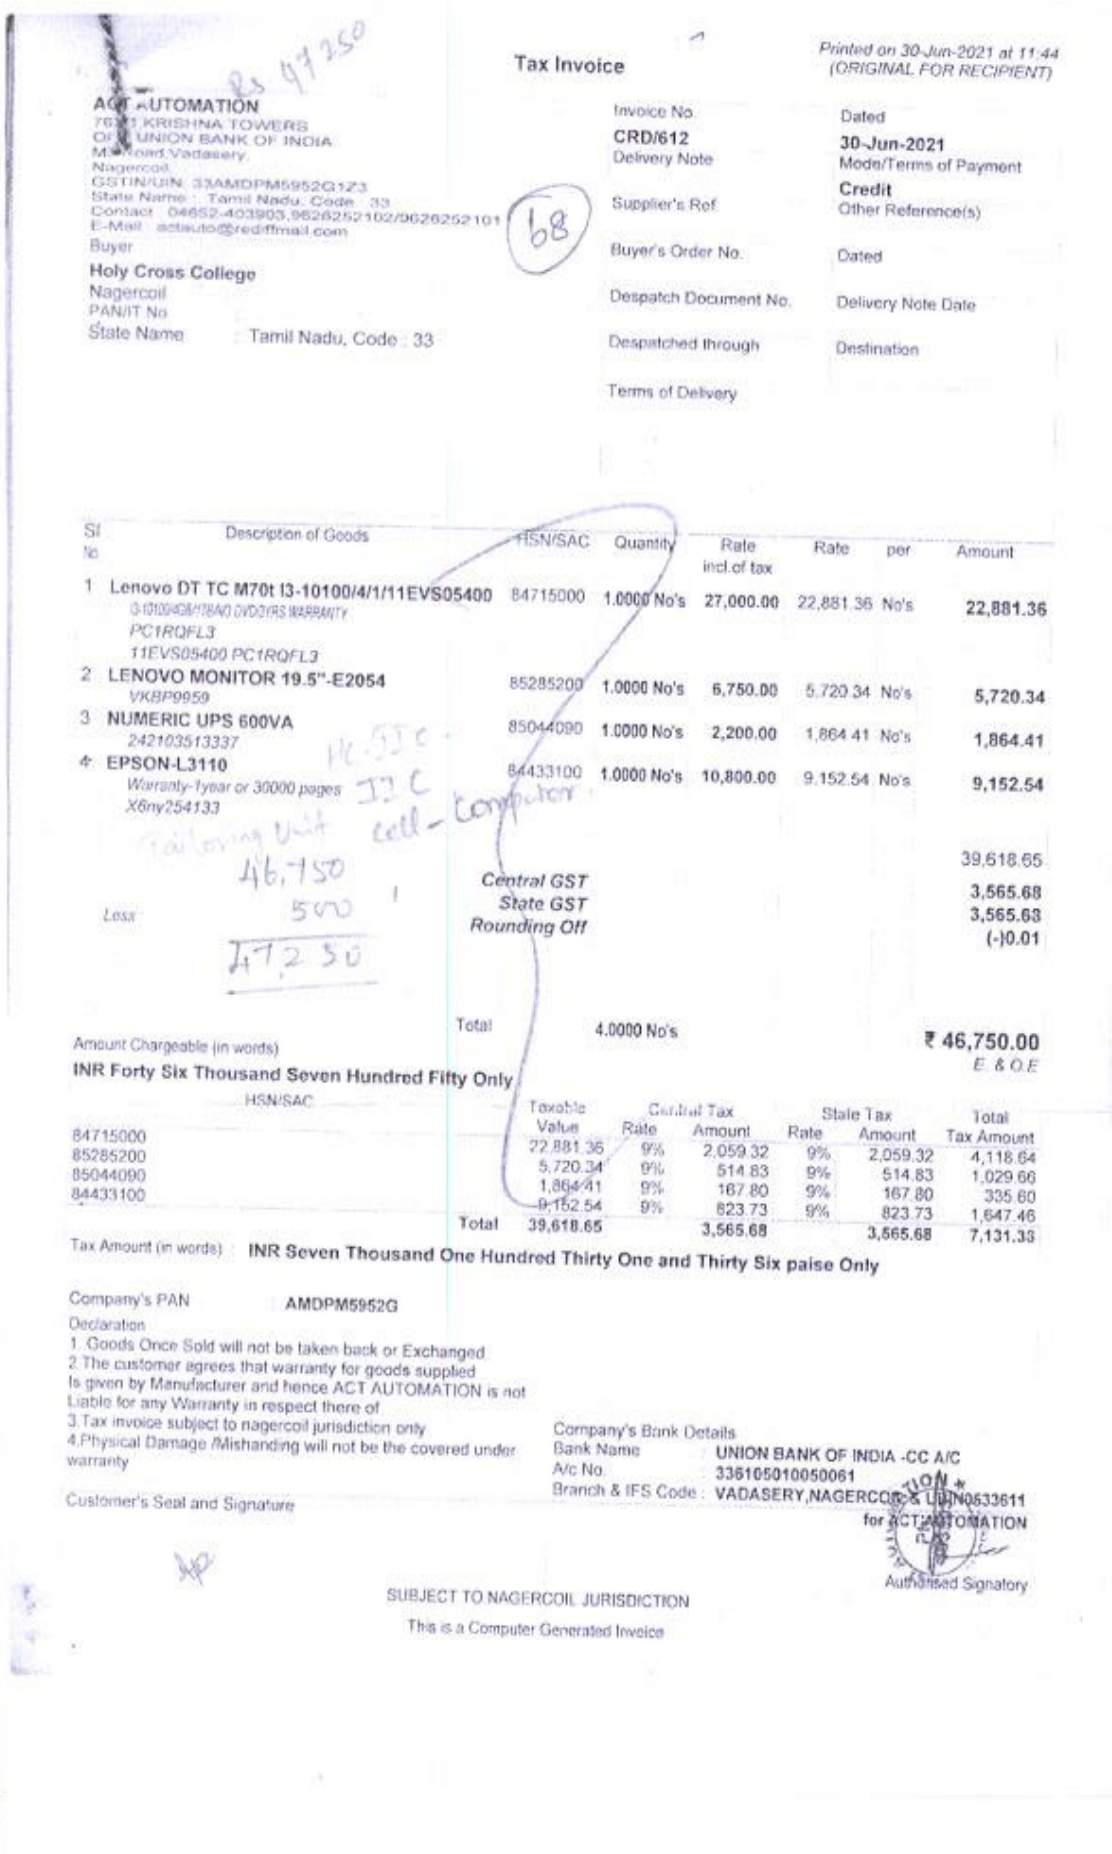 Rs 47250
Tax Invoice
Printed on 30-Jun-2021 at 11:44
(ORIGINAL FOR RECIPIENT)
ACT AUTOMATION
KRISHNA TOWERS
UNION BANK OF INDIA
Road, Vadasery,
Nagercoil
GSTIN/UIN: 33AMDPM5952G1Z3
State Name : Tamil Nadu, Code : 33
Contact : 04652-403903,9626252102/9626252101
E-Mail : actauto@rediffmail.com
Invoice No.
CRD/612
Dated
30-Jun-2021
Delivery Note
Mode/Terms of Payment
Credit
Supplier's Ref.
Other Reference(s)
68
Buyer
Holy Cross College
Nagercoil
PAN/IT No
State Name : Tamil Nadu, Code : 33
Buyer's Order No.
Dated
Despatch Document No.
Delivery Note Date
Despatched through
Destination
Terms of Delivery
Sl No Description of Goods HSN/SAC Quantity Rate incl.of tax Rate per Amount
1 Lenovo DT TC M70t I3-10100/4/1/11EVS05400 84715000 1.0000 No's 27,000.00 22,881.36 No's 22,881.36
I3-10100/4GB/1TB/NO DVD/3YRS WARRANTY
PC1RQFL3
11EVS05400 PC1RQFL3
2 LENOVO MONITOR 19.5"-E2054 85285200 1.0000 No's 6,750.00 5,720.34 No's 5,720.34
VKBP9959
3 NUMERIC UPS 600VA 85044090 1.0000 No's 2,200.00 1,864.41 No's 1,864.41
242103513337
4 EPSON-L3110 84433100 1.0000 No's 10,800.00 9,152.54 No's 9,152.54
Warranty-1year or 30000 pages
X6ny254133
HC-IIC
IIC
Cell - Computer
Tailoring Unit
39,618.65
Central GST 3,565.68
State GST 3,565.68
Less : Rounding Off (-)0.01
46,750
500
47,250
Total 4.0000 No's ₹ 46,750.00
Amount Chargeable (in words) E. & O.E
INR Forty Six Thousand Seven Hundred Fifty Only
HSN/SAC Taxable Value Central Tax Rate Amount State Tax Rate Amount Total Tax Amount
84715000 22,881.36 9% 2,059.32 9% 2,059.32 4,118.64
85285200 5,720.34 9% 514.83 9% 514.83 1,029.66
85044090 1,864.41 9% 167.80 9% 167.80 335.60
84433100 9,152.54 9% 823.73 9% 823.73 1,647.46
Total 39,618.65 3,565.68 3,565.68 7,131.36
Tax Amount (in words) : INR Seven Thousand One Hundred Thirty One and Thirty Six paise Only
Company's PAN : AMDPM5952G
Declaration
1. Goods Once Sold will not be taken back or Exchanged
2.The customer agrees that warranty for goods supplied
Is given by Manufacturer and hence ACT AUTOMATION is not
Liable for any Warranty in respect there of
3.Tax invoice subject to nagercoil jurisdiction only
4.Physical Damage /Mishanding will not be the covered under
warranty
Company's Bank Details
Bank Name : UNION BANK OF INDIA -CC A/C
A/c No. : 336105010050061
Branch & IFS Code : VADASERY,NAGERCOIL & UBIN0533611
Customer's Seal and Signature
for ACT AUTOMATION
Authorised Signatory
SUBJECT TO NAGERCOIL JURISDICTION
This is a Computer Generated Invoice